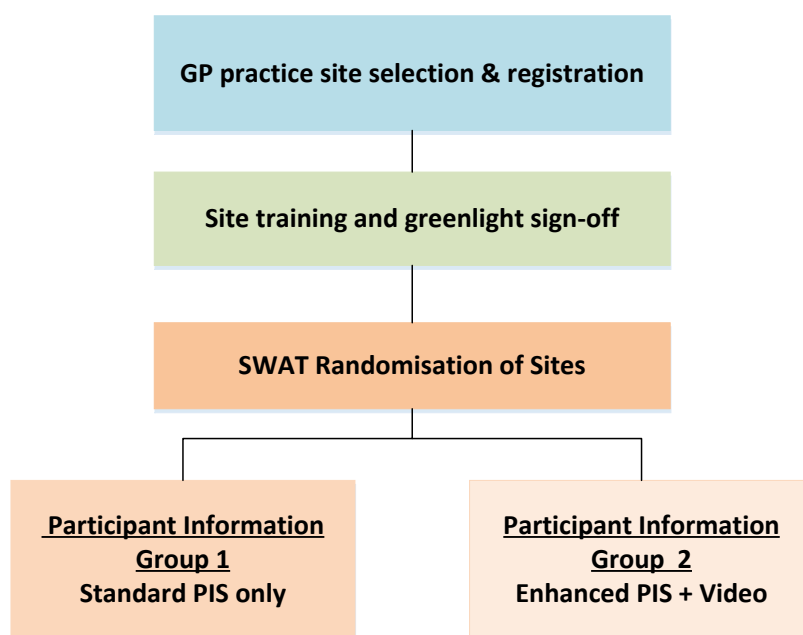 GP practice site selection & registration
Site training and greenlight sign-off
SWAT Randomisation of Sites
Participant Information
Group 1
Standard PIS only
Participant Information
Group 2
Enhanced PIS + Video